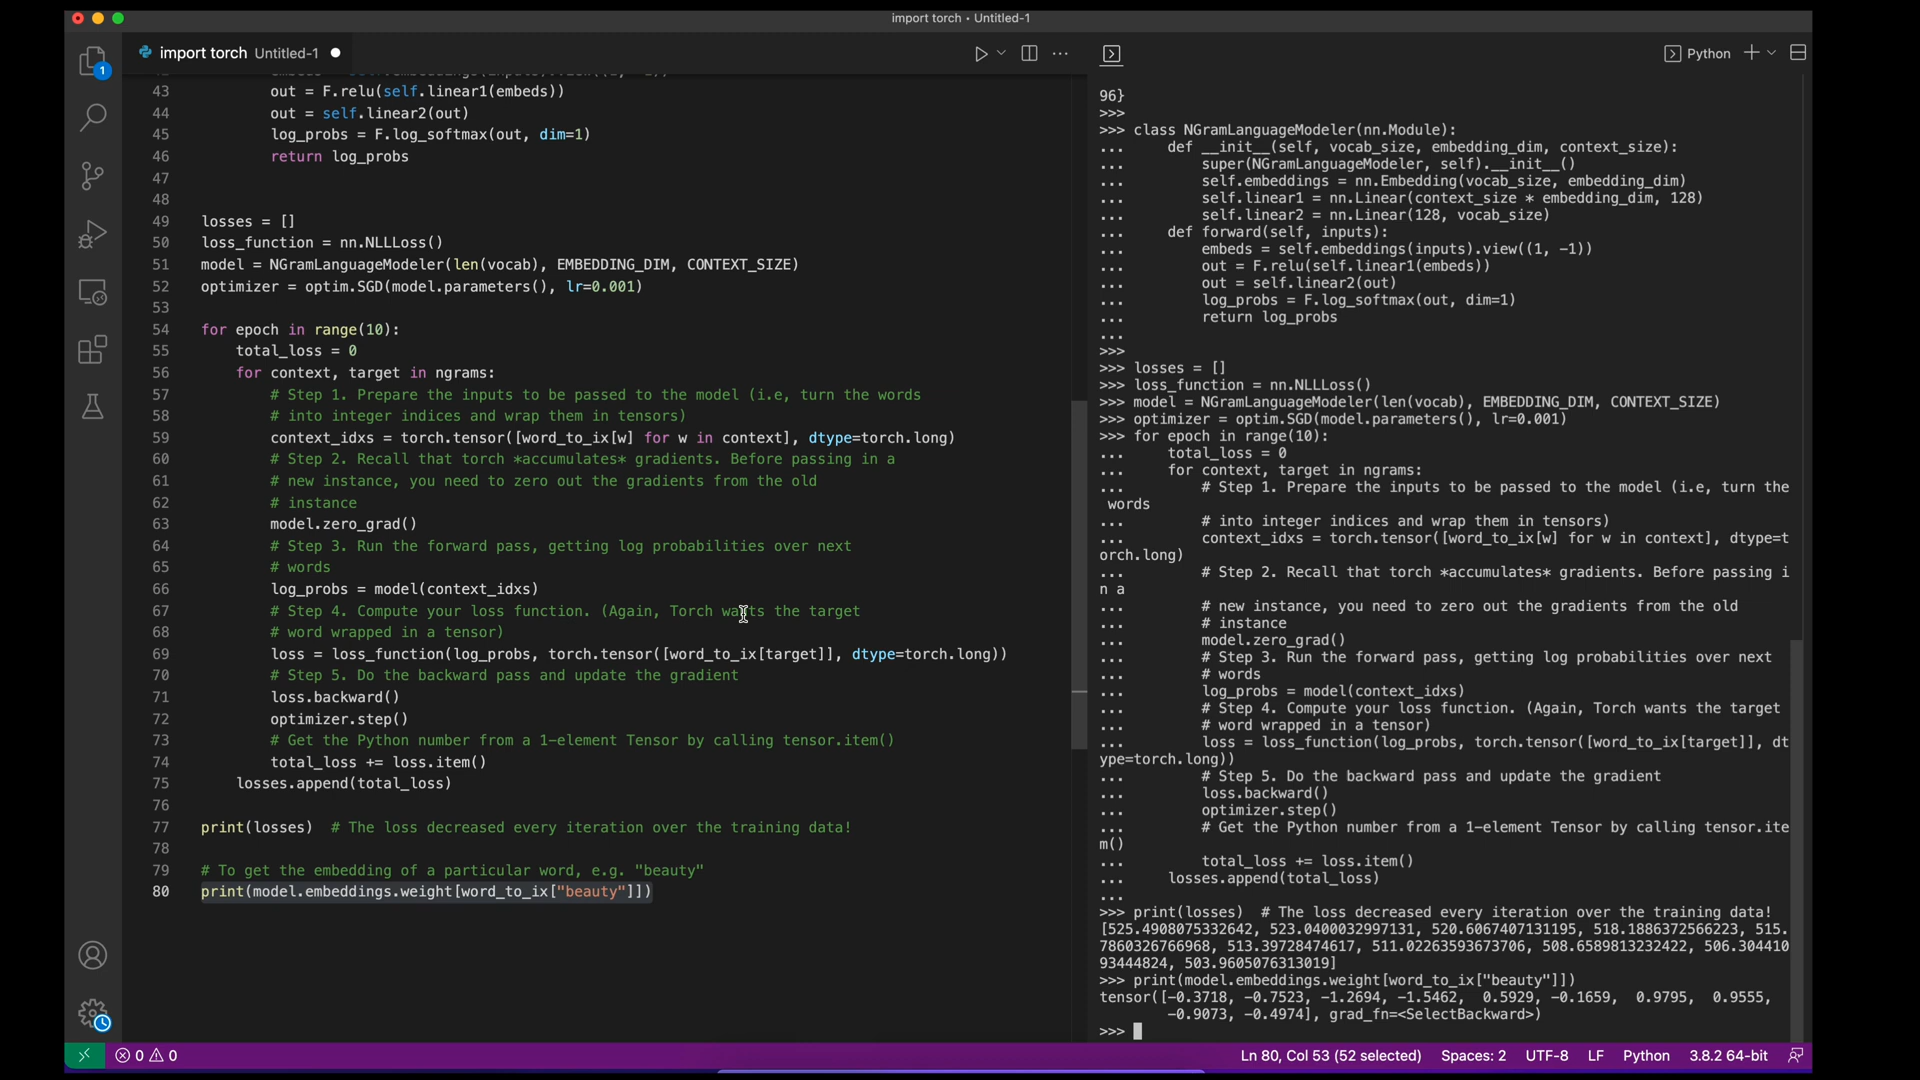 import torch • Untitled-1
import torch Untitled-1 ●
Python
1
43 out = F.relu(self.linear1(embeds))
44 out = self.linear2(out)
45 log_probs = F.log_softmax(out, dim=1)
46 return log_probs
47
48
49 losses = []
50 loss_function = nn.NLLLoss()
51 model = NGramLanguageModeler(len(vocab), EMBEDDING_DIM, CONTEXT_SIZE)
52 optimizer = optim.SGD(model.parameters(), lr=0.001)
53
54 for epoch in range(10):
55 total_loss = 0
56 for context, target in ngrams:
57 # Step 1. Prepare the inputs to be passed to the model (i.e, turn the words
58 # into integer indices and wrap them in tensors)
59 context_idxs = torch.tensor([word_to_ix[w] for w in context], dtype=torch.long)
60 # Step 2. Recall that torch *accumulates* gradients. Before passing in a
61 # new instance, you need to zero out the gradients from the old
62 # instance
63 model.zero_grad()
64 # Step 3. Run the forward pass, getting log probabilities over next
65 # words
66 log_probs = model(context_idxs)
67 # Step 4. Compute your loss function. (Again, Torch wants the target
68 # word wrapped in a tensor)
69 loss = loss_function(log_probs, torch.tensor([word_to_ix[target]], dtype=torch.long))
70 # Step 5. Do the backward pass and update the gradient
71 loss.backward()
72 optimizer.step()
73 # Get the Python number from a 1-element Tensor by calling tensor.item()
74 total_loss += loss.item()
75 losses.append(total_loss)
76
77 print(losses)  # The loss decreased every iteration over the training data!
78
79 # To get the embedding of a particular word, e.g. "beauty"
80 print(model.embeddings.weight[word_to_ix["beauty"]])
96}
>>>
>>> class NGramLanguageModeler(nn.Module):
...     def __init__(self, vocab_size, embedding_dim, context_size):
...         super(NGramLanguageModeler, self).__init__()
...         self.embeddings = nn.Embedding(vocab_size, embedding_dim)
...         self.linear1 = nn.Linear(context_size * embedding_dim, 128)
...         self.linear2 = nn.Linear(128, vocab_size)
...     def forward(self, inputs):
...         embeds = self.embeddings(inputs).view((1, -1))
...         out = F.relu(self.linear1(embeds))
...         out = self.linear2(out)
...         log_probs = F.log_softmax(out, dim=1)
...         return log_probs
...
>>>
>>> losses = []
>>> loss_function = nn.NLLLoss()
>>> model = NGramLanguageModeler(len(vocab), EMBEDDING_DIM, CONTEXT_SIZE)
>>> optimizer = optim.SGD(model.parameters(), lr=0.001)
>>> for epoch in range(10):
...     total_loss = 0
...     for context, target in ngrams:
...         # Step 1. Prepare the inputs to be passed to the model (i.e, turn the
 words
...         # into integer indices and wrap them in tensors)
...         context_idxs = torch.tensor([word_to_ix[w] for w in context], dtype=t
orch.long)
...         # Step 2. Recall that torch *accumulates* gradients. Before passing i
n a
...         # new instance, you need to zero out the gradients from the old
...         # instance
...         model.zero_grad()
...         # Step 3. Run the forward pass, getting log probabilities over next
...         # words
...         log_probs = model(context_idxs)
...         # Step 4. Compute your loss function. (Again, Torch wants the target
...         # word wrapped in a tensor)
...         loss = loss_function(log_probs, torch.tensor([word_to_ix[target]], dt
ype=torch.long))
...         # Step 5. Do the backward pass and update the gradient
...         loss.backward()
...         optimizer.step()
...         # Get the Python number from a 1-element Tensor by calling tensor.ite
m()
...         total_loss += loss.item()
...     losses.append(total_loss)
...
>>> print(losses)  # The loss decreased every iteration over the training data!
[525.4908075332642, 523.0400032997131, 520.6067407131195, 518.1886372566223, 515.
7860326766968, 513.39728474617, 511.02263593673706, 508.6589813232422, 506.304410
93444824, 503.9605076313019]
>>> print(model.embeddings.weight[word_to_ix["beauty"]])
tensor([-0.3718, -0.7523, -1.2694, -1.5462,  0.5929, -0.1659,  0.9795,  0.9555,
        -0.9073, -0.4974], grad_fn=<SelectBackward>)
>>>
0 0
Ln 80, Col 53 (52 selected) Spaces: 2 UTF-8 LF Python 3.8.2 64-bit